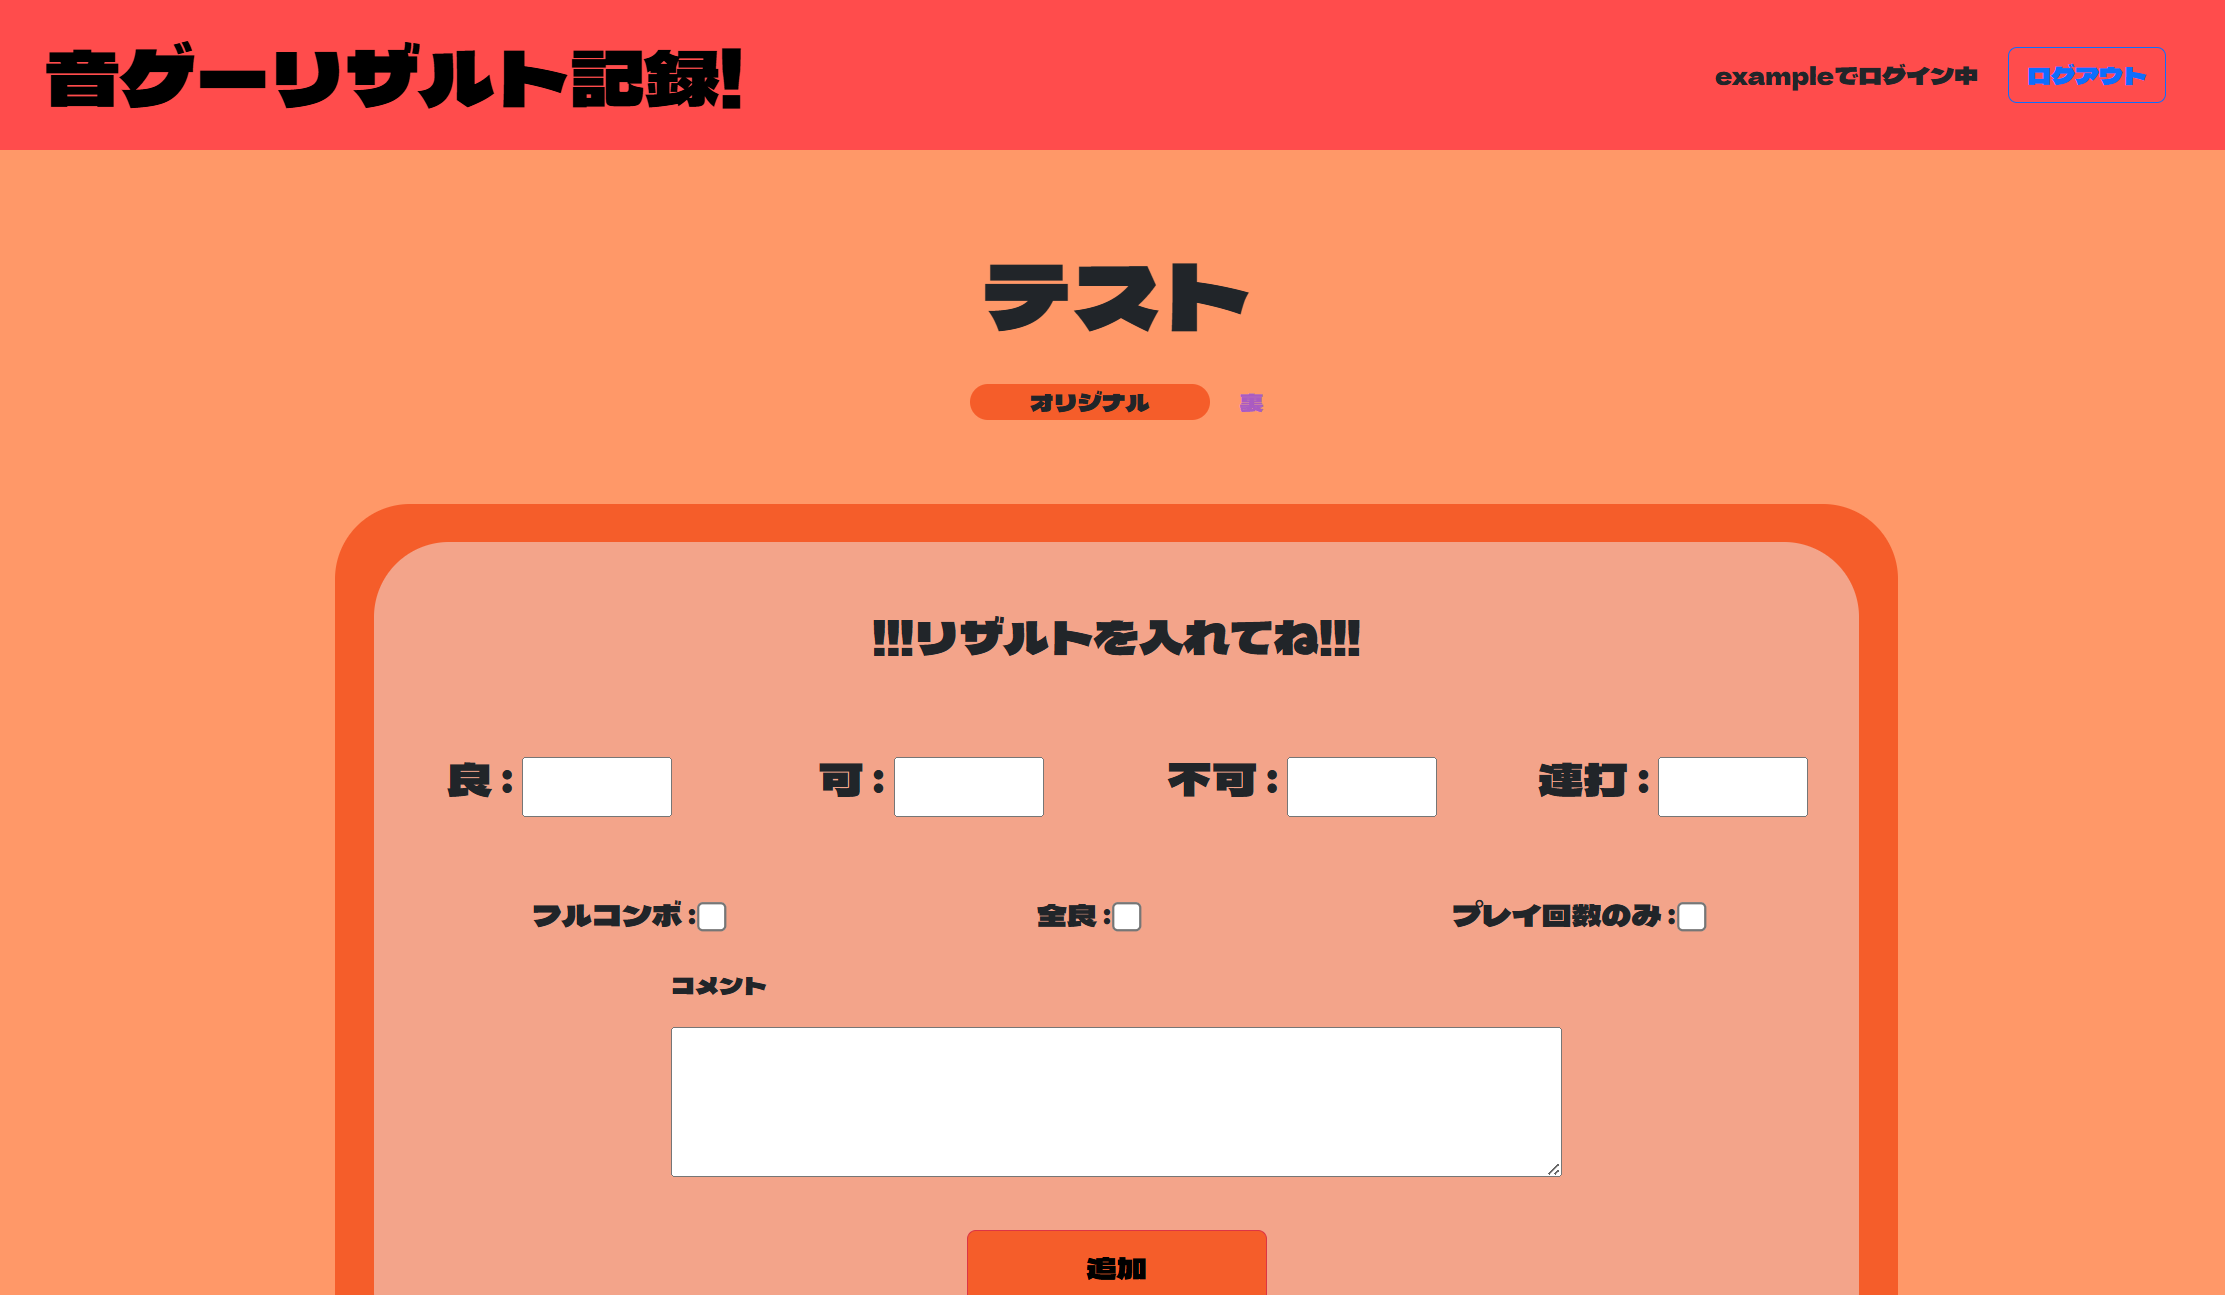 音ゲーリザルト記録!
exampleでログイン中
ログアウト
テスト
オリジナル
裏
!!!リザルトを入れてね!!!
良 :
可 :
不可 :
連打 :
フルコンボ :
全良 :
プレイ回数のみ :
コメント
追加